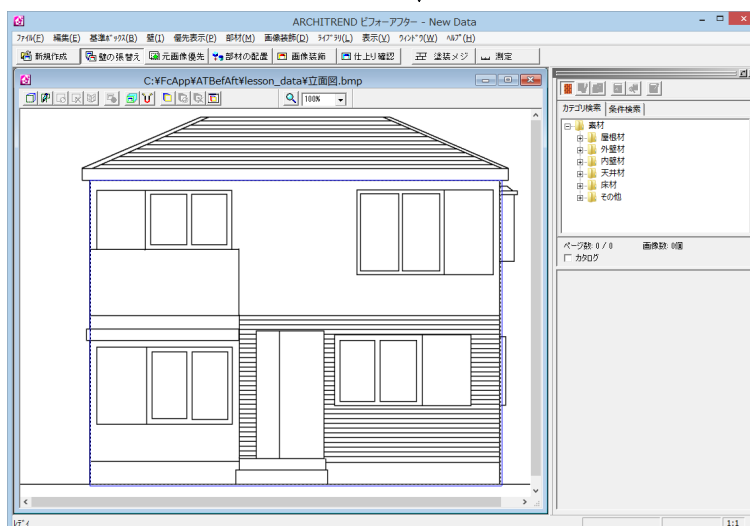 ARCHITREND ビフォーアフター - New Data
ファイル(F) 編集(E) 基準ボックス(B) 壁(I) 優先表示(P) 部材(M) 画像装飾(D) ライブラリ(L) 表示(V) ウィンドウ(W) ヘルプ(H)
新規作成 壁の張替え 元画像優先 部材の配置 画像装飾 仕上り確認 塗装メジ 測定
C:¥FcApp¥ATBefAft¥lesson_data¥立面図.bmp
100%
カテゴリ検索 条件検索
素材
屋根材
外壁材
内壁材
天井材
床材
その他
ページ数: 0 / 0 画像数: 0個
カタログ
レディ
1:1